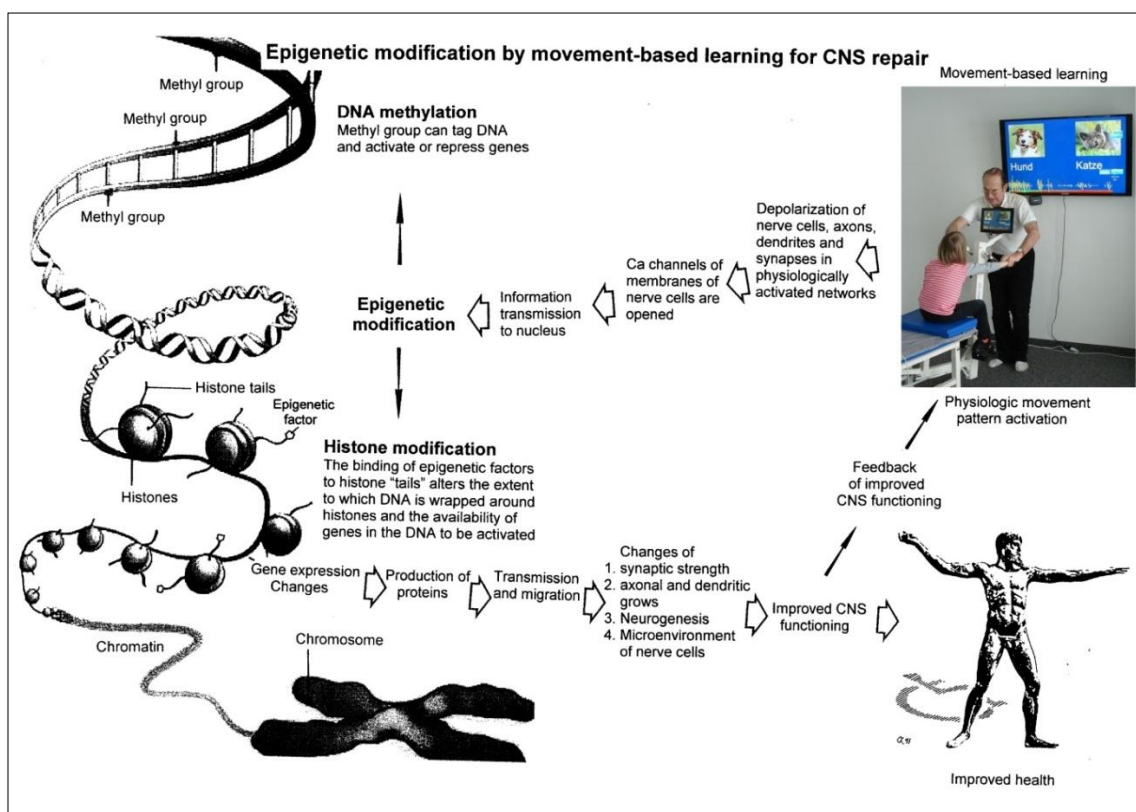 Epigenetic modification by movement-based learning for CNS repair
Methyl group
Methyl group
Methyl group
DNA methylation
Methyl group can tag DNA
and activate or repress genes
Movement-based learning
Hund
Katze
Depolarization of
nerve cells, axons,
dendrites and
synapses in
physiologically
activated networks
Ca channels of
membranes of
nerve cells are
opened
Information
transmission
to nucleus
Epigenetic
modification
Histone tails
Epigenetic
factor
Histones
Histone modification
The binding of epigenetic factors
to histone "tails" alters the extent
to which DNA is wrapped around
histones and the availability of
genes in the DNA to be activated
Physiologic movement
pattern activation
Feedback
of improved
CNS functioning
Gene expression
Changes
Production of
proteins
Transmission
and migration
Changes of
1. synaptic strength
2. axonal and dendritic
grows
3. Neurogenesis
4. Microenvironment
of nerve cells
Improved CNS
functioning
Chromatin
Chromosome
Improved health